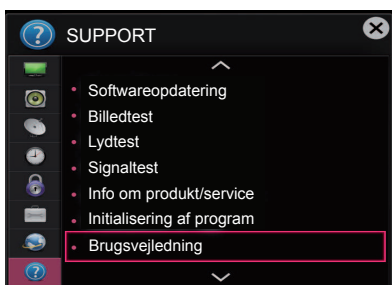 SUPPORT
Softwareopdatering
Billedtest
Lydtest
Signaltest
Info om produkt/service
Initialisering af program
Brugsvejledning